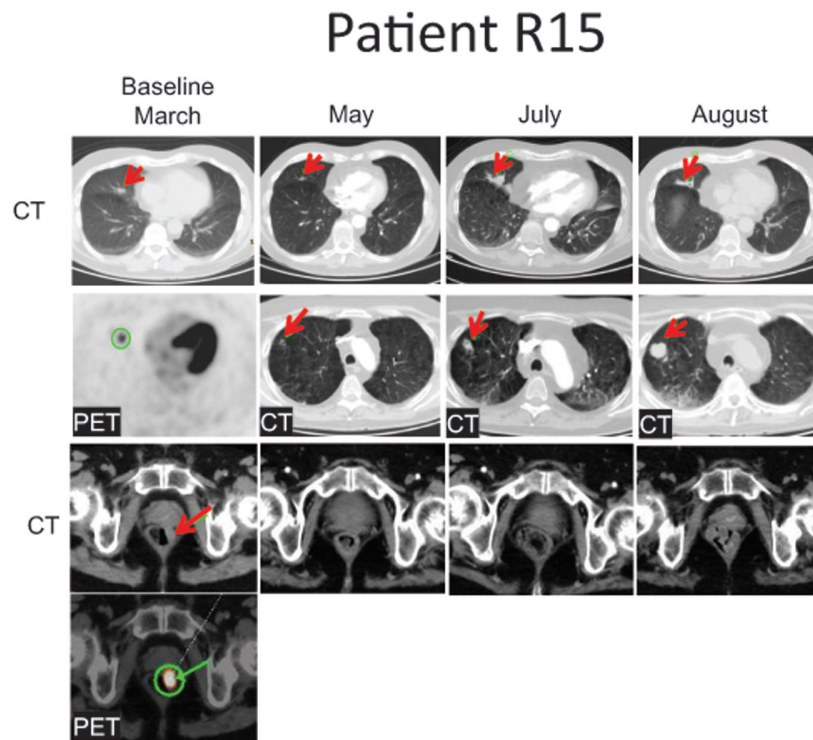 Patient R15
Baseline
March
May
July
August
CT
PET
CT
CT
CT
CT
PET